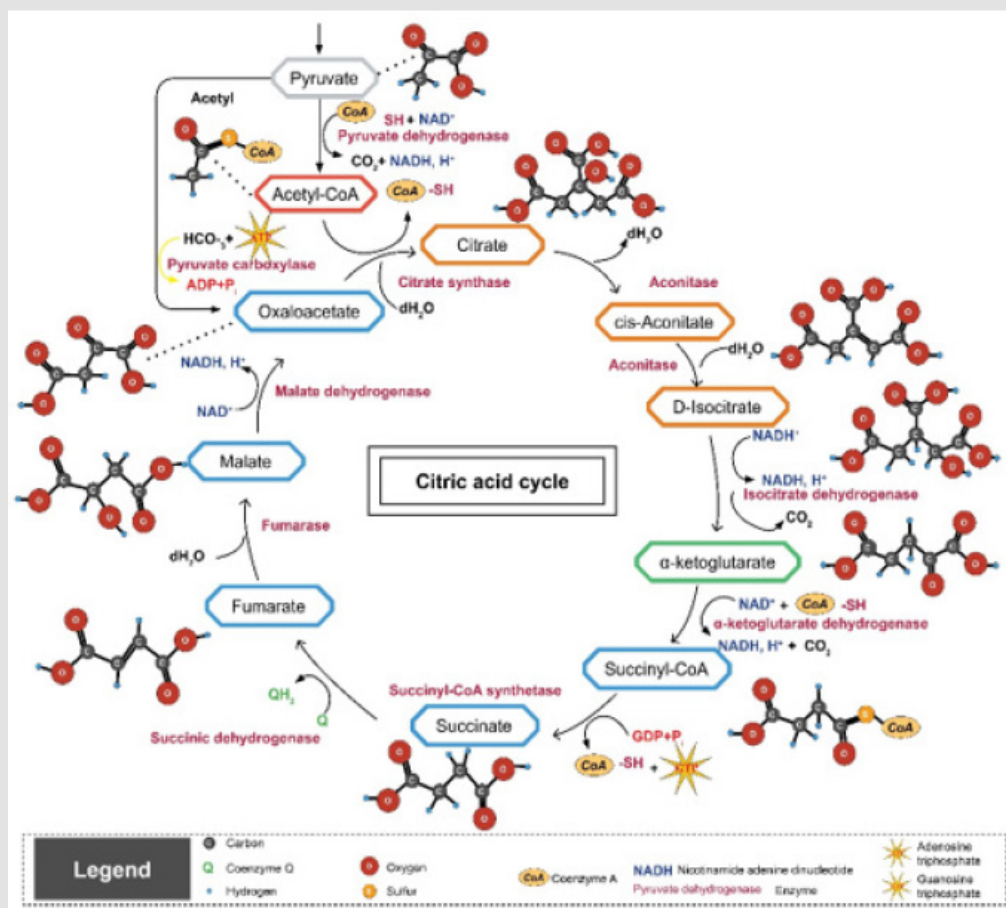 Pyruvate
Acetyl
CoA
SH + NAD⁺
Pyruvate dehydrogenase
CO₂+ NADH, H⁺
CoA
Acetyl-CoA
CoA -SH
Citrate
dH₂O
HCO-₃+ ATP
Pyruvate carboxylase
ADP+Pᵢ
Citrate synthase
dH₂O
Oxaloacetate
Aconitase
cis-Aconitate
Aconitase
dH₂O
D-Isocitrate
NADH, H⁺
NAD⁺
Malate dehydrogenase
NADH⁺
NADH, H⁺
Isocitrate dehydrogenase
CO₂
Malate
Citric acid cycle
Fumarase
dH₂O
α-ketoglutarate
NAD⁺ + CoA -SH
α-ketoglutarate dehydrogenase
NADH, H⁺ + CO₂
Fumarate
Succinyl-CoA
QH₂
Q
Succinic dehydrogenase
Succinyl-CoA synthetase
Succinate
GDP+Pᵢ
CoA -SH + GTP
S
CoA
Legend
Carbon
Q Coenzyme Q
Hydrogen
O Oxygen
S Sulfur
CoA Coenzyme A
NADH Nicotinamide adenine dinucleotide
Pyruvate dehydrogenase Enzyme
Adenosine
triphosphate
Guanosine
triphosphate